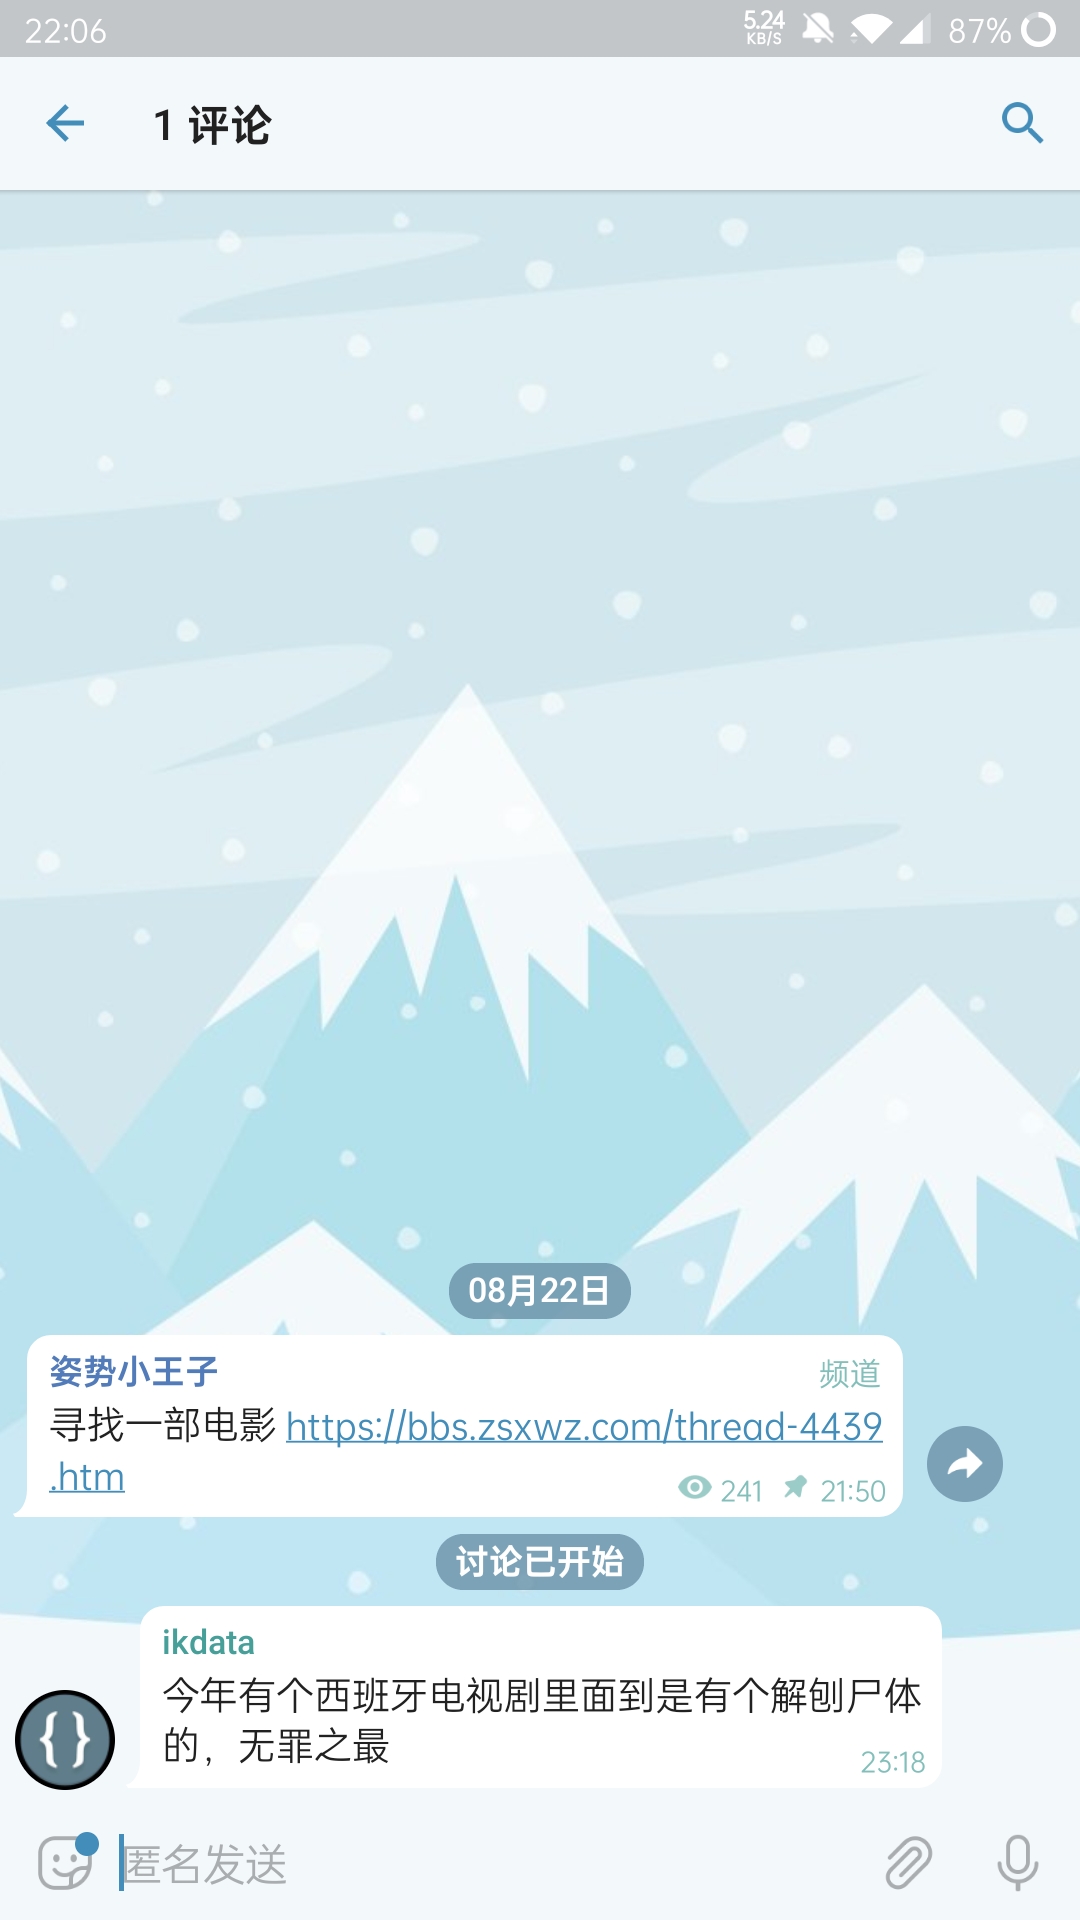 22:06
5.24
KB/S
87%
1 评论
08月22日
姿势小王子
频道
寻找一部电影 https://bbs.zsxwz.com/thread-4439
.htm
241
21:50
讨论已开始
ikdata
今年有个西班牙电视剧里面到是有个解刨尸体
的，无罪之最
23:18
匿名发送